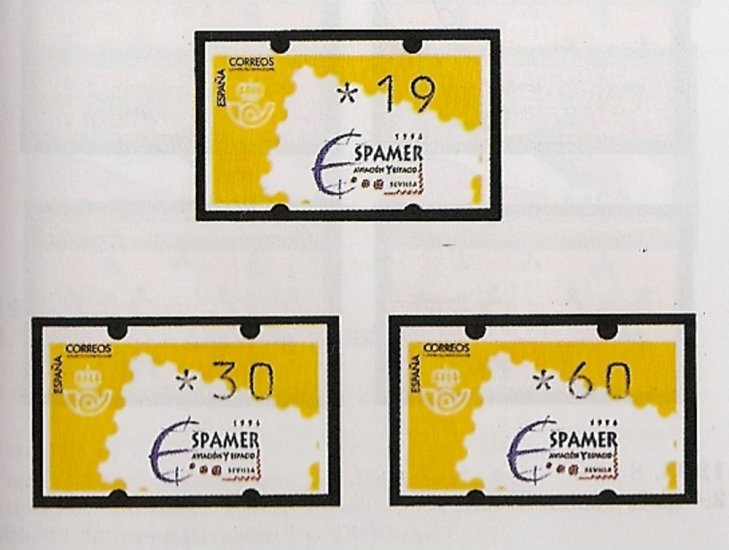 CORREOS
ESPAÑA
*19
1996
ESPAMER
AVIACIÓN Y ESPACIO
SEVILLA
CORREOS
ESPAÑA
*30
1996
ESPAMER
AVIACIÓN Y ESPACIO
SEVILLA
CORREOS
ESPAÑA
*60
1996
ESPAMER
AVIACIÓN Y ESPACIO
SEVILLA